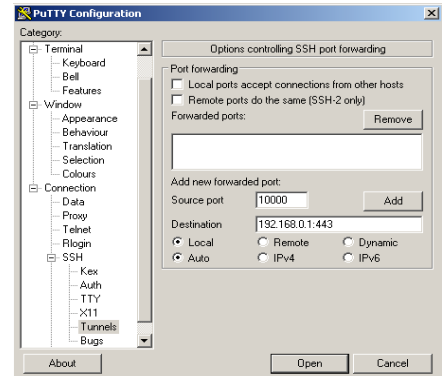 PuTTY Configuration
Category:
Terminal
Keyboard
Bell
Features
Window
Appearance
Behaviour
Translation
Selection
Colours
Connection
Data
Proxy
Telnet
Rlogin
SSH
Kex
Auth
TTY
X11
Tunnels
Bugs
Options controlling SSH port forwarding
Port forwarding
Local ports accept connections from other hosts
Remote ports do the same (SSH-2 only)
Forwarded ports:
Remove
Add new forwarded port:
Source port 10000 Add
Destination 192.168.0.1:443
Local Remote Dynamic
Auto IPv4 IPv6
About Open Cancel